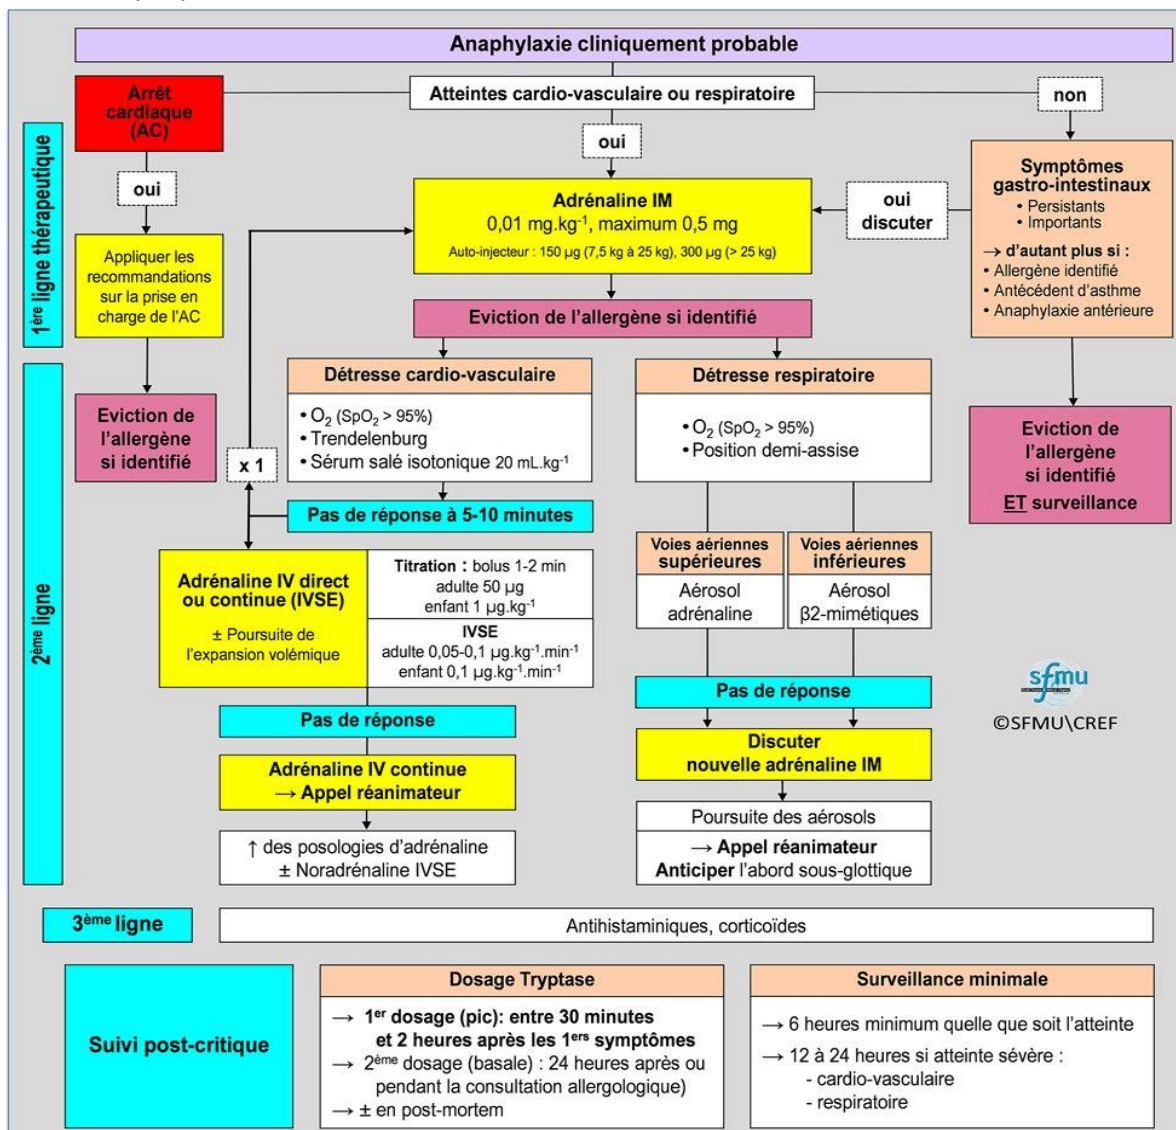 Anaphylaxie cliniquement probable
Arrêt
cardiaque
(AC)
Atteintes cardio-vasculaire ou respiratoire
non
oui
oui
1ère ligne thérapeutique
Appliquer les
recommandations
sur la prise en
charge de l'AC
Adrénaline IM
0,01 mg.kg-1, maximum 0,5 mg
Auto-injecteur : 150 µg (7,5 kg à 25 kg), 300 µg (> 25 kg)
oui
discuter
Symptômes
gastro-intestinaux
• Persistants
• Importants
→ d'autant plus si :
• Allergène identifié
• Antécédent d'asthme
• Anaphylaxie antérieure
Eviction de l'allergène si identifié
2ème ligne
Eviction de
l'allergène
si identifié
Détresse cardio-vasculaire
• O2 (SpO2 > 95%)
• Trendelenburg
• Sérum salé isotonique 20 mL.kg-1
x 1
Pas de réponse à 5-10 minutes
Adrénaline IV direct
ou continue (IVSE)
± Poursuite de
l'expansion volémique
Titration : bolus 1-2 min
adulte 50 µg
enfant 1 µg.kg-1
IVSE
adulte 0,05-0,1 µg.kg-1.min-1
enfant 0,1 µg.kg-1.min-1
Pas de réponse
Adrénaline IV continue
→ Appel réanimateur
↑ des posologies d'adrénaline
± Noradrénaline IVSE
Détresse respiratoire
• O2 (SpO2 > 95%)
• Position demi-assise
Voies aériennes
supérieures
Aérosol
adrénaline
Voies aériennes
inférieures
Aérosol
β2-mimétiques
Pas de réponse
Discuter
nouvelle adrénaline IM
Poursuite des aérosols
→ Appel réanimateur
Anticiper l'abord sous-glottique
Eviction de
l'allergène
si identifié
ET surveillance
sfmu
©SFMU\CREF
3ème ligne
Antihistaminiques, corticoïdes
Suivi post-critique
Dosage Tryptase
→ 1er dosage (pic): entre 30 minutes
et 2 heures après les 1ers symptômes
→ 2ème dosage (basale) : 24 heures après ou
pendant la consultation allergologique)
→ ± en post-mortem
Surveillance minimale
→ 6 heures minimum quelle que soit l'atteinte
→ 12 à 24 heures si atteinte sévère :
- cardio-vasculaire
- respiratoire